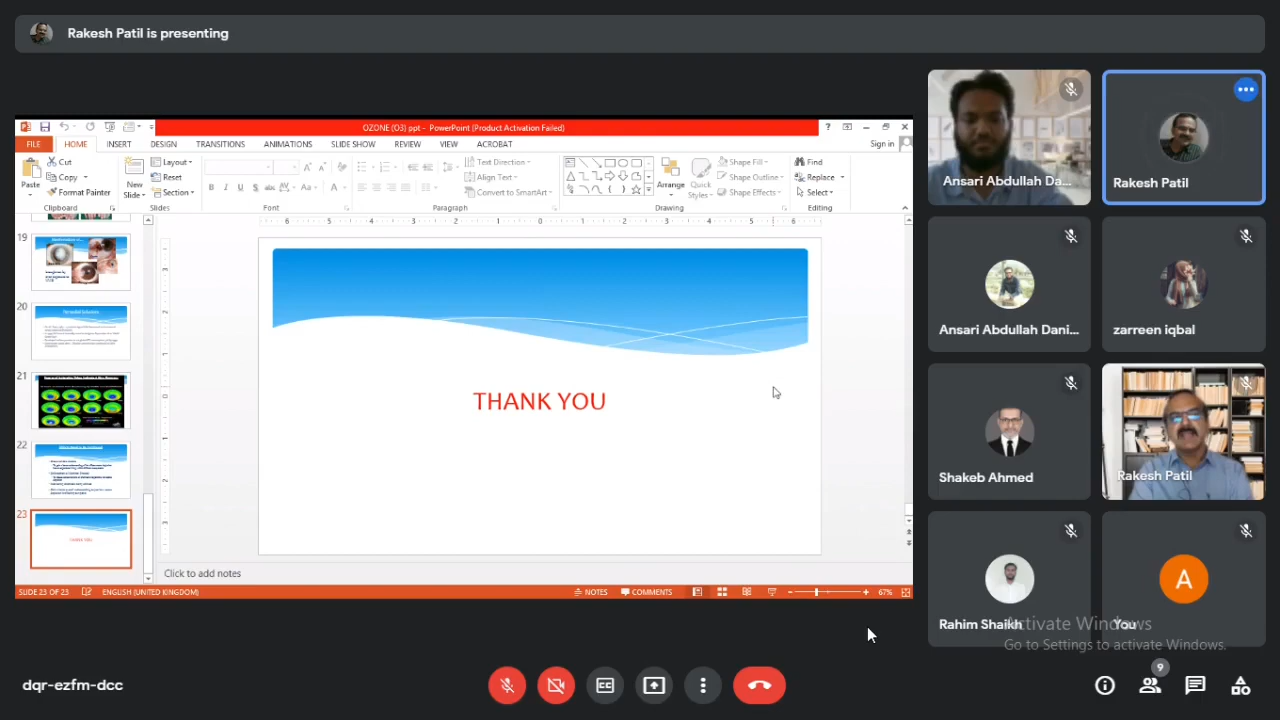 Rakesh Patil is presenting
OZONE (O3) ppt - PowerPoint (Product Activation Failed)
FILE HOME INSERT DESIGN TRANSITIONS ANIMATIONS SLIDE SHOW REVIEW VIEW ACROBAT Sign in
Paste
Cut
Copy
Format Painter
Clipboard
New Slide
Layout
Reset
Section
Slides
Font
Text Direction
Align Text
Convert to SmartArt
Paragraph
Arrange
Quick Styles
Shape Fill
Shape Outline
Shape Effects
Drawing
Find
Replace
Select
Editing
19
20
21
22
23
THANK YOU
Click to add notes
SLIDE 23 OF 23 ENGLISH (UNITED KINGDOM) NOTES COMMENTS 67%
Ansari Abdullah Da...
Rakesh Patil
Ansari Abdullah Dani...
zarreen iqbal
Shakeb Ahmed
Rakesh Patil
Rahim Shaikh
A
You
Activate Windows
Go to Settings to activate Windows.
dqr-ezfm-dcc
CC
9